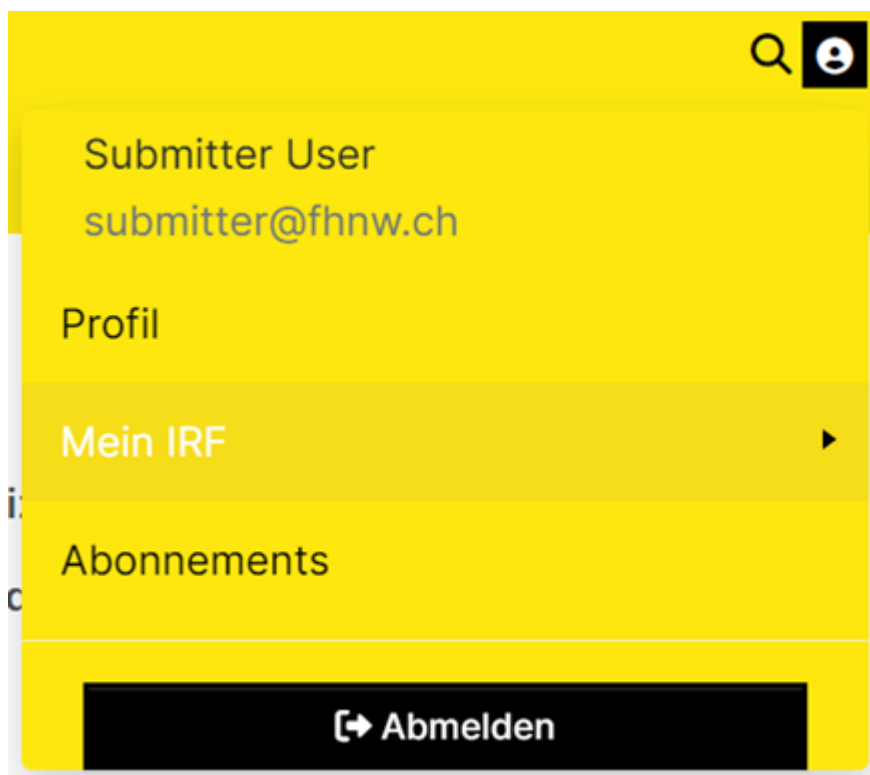 Submitter User
submitter@fhnw.ch
Profil
Mein IRF
Abonnements
Abmelden